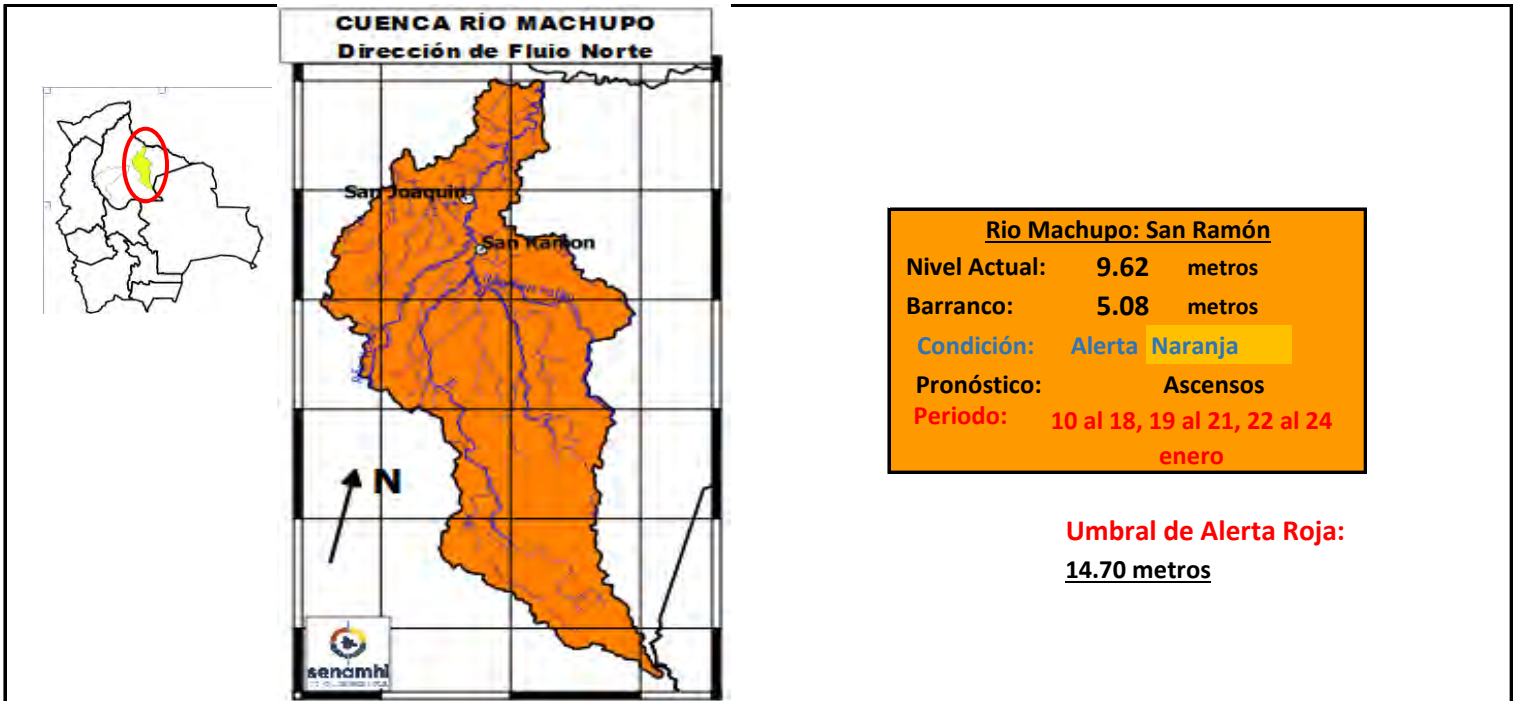 CUENCA RÍO MACHUPO
Dirección de Flujo Norte
San Joaquin
San Ramon
N
senamhi
Rio Machupo: San Ramón
Nivel Actual: 9.62 metros
Barranco: 5.08 metros
Condición: Alerta Naranja
Pronóstico: Ascensos
Periodo: 10 al 18, 19 al 21, 22 al 24
enero
Umbral de Alerta Roja:
14.70 metros